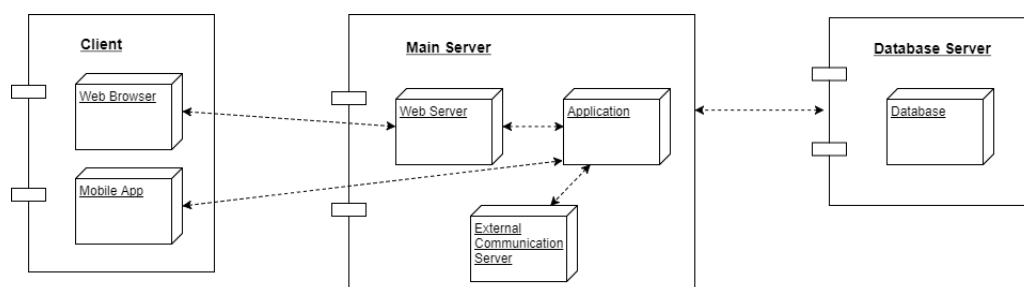 Client
Web Browser
Mobile App
Main Server
Web Server
Application
External
Communication
Server
Database Server
Database